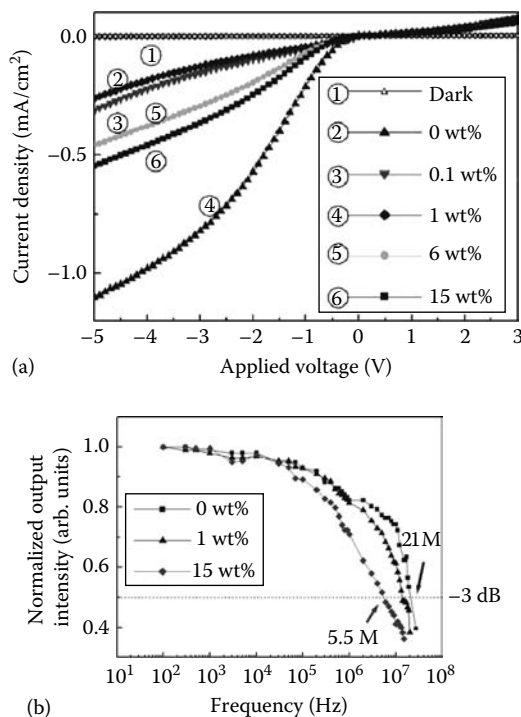 0.0
−0.5
−1.0
Current density (mA/cm²)
①
②
③
⑤
⑥
④
① Dark
② 0 wt%
③ 0.1 wt%
④ 1 wt%
⑤ 6 wt%
⑥ 15 wt%
−5 −4 −3 −2 −1 0 1 2 3
(a)
Applied voltage (V)
1.0
0.8
0.6
0.4
Normalized output
intensity (arb. units)
0 wt%
1 wt%
15 wt%
21 M
5.5 M
−3 dB
10¹ 10² 10³ 10⁴ 10⁵ 10⁶ 10⁷ 10⁸
(b)
Frequency (Hz)